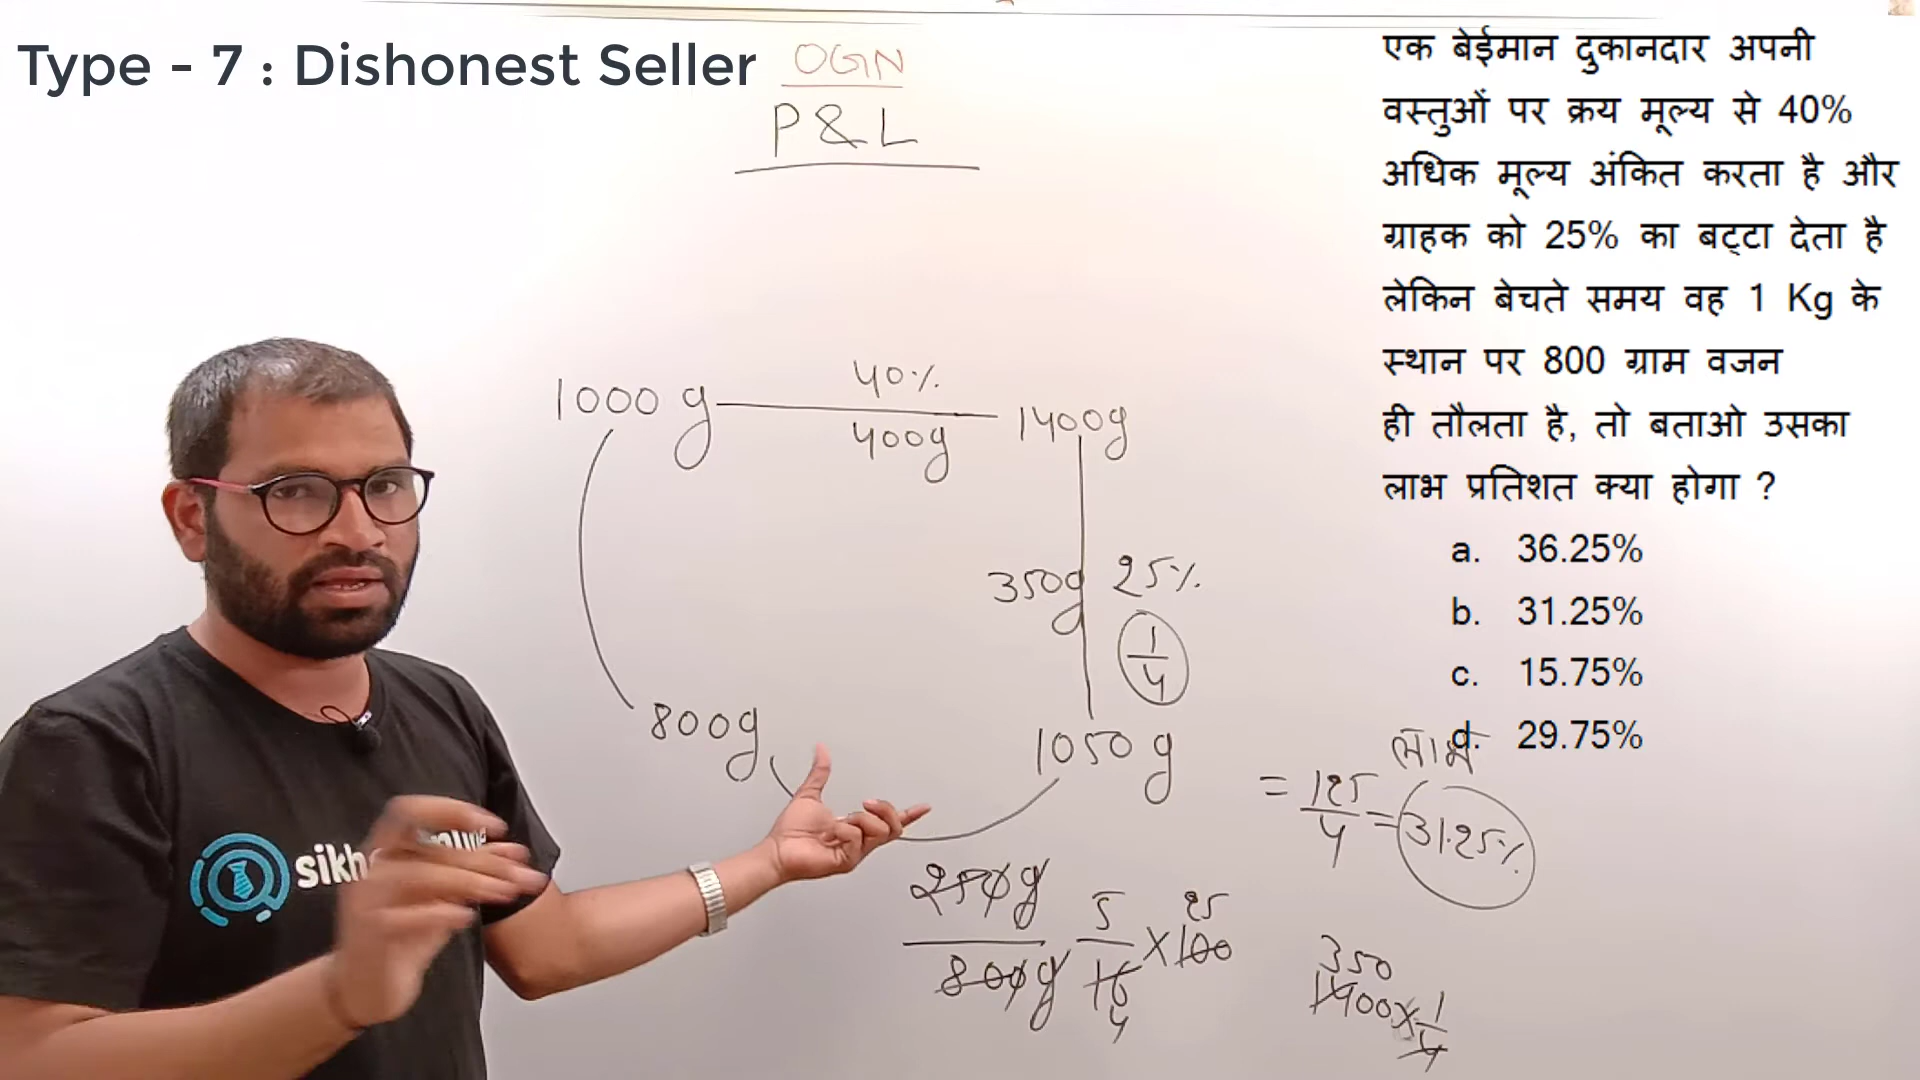 Type - 7 : Dishonest Seller
OGN
P & L
एक बेईमान दुकानदार अपनी
वस्तुओं पर क्रय मूल्य से 40%
अधिक मूल्य अंकित करता है और
ग्राहक को 25% का बट्टा देता है
लेकिन बेचते समय वह 1 Kg के
स्थान पर 800 ग्राम वजन
ही तौलता है, तो बताओ उसका
लाभ प्रतिशत क्या होगा ?
a. 36.25%
b. 31.25%
c. 15.75%
d. 29.75%
40%
1000 g 1400g
400g
350g 25%
1/4
800g 1050 g
लाभ
= 125/4 = 31.25%
250g/800g 5/16 × 100
25
4
350
1400 × 1/4
sikh